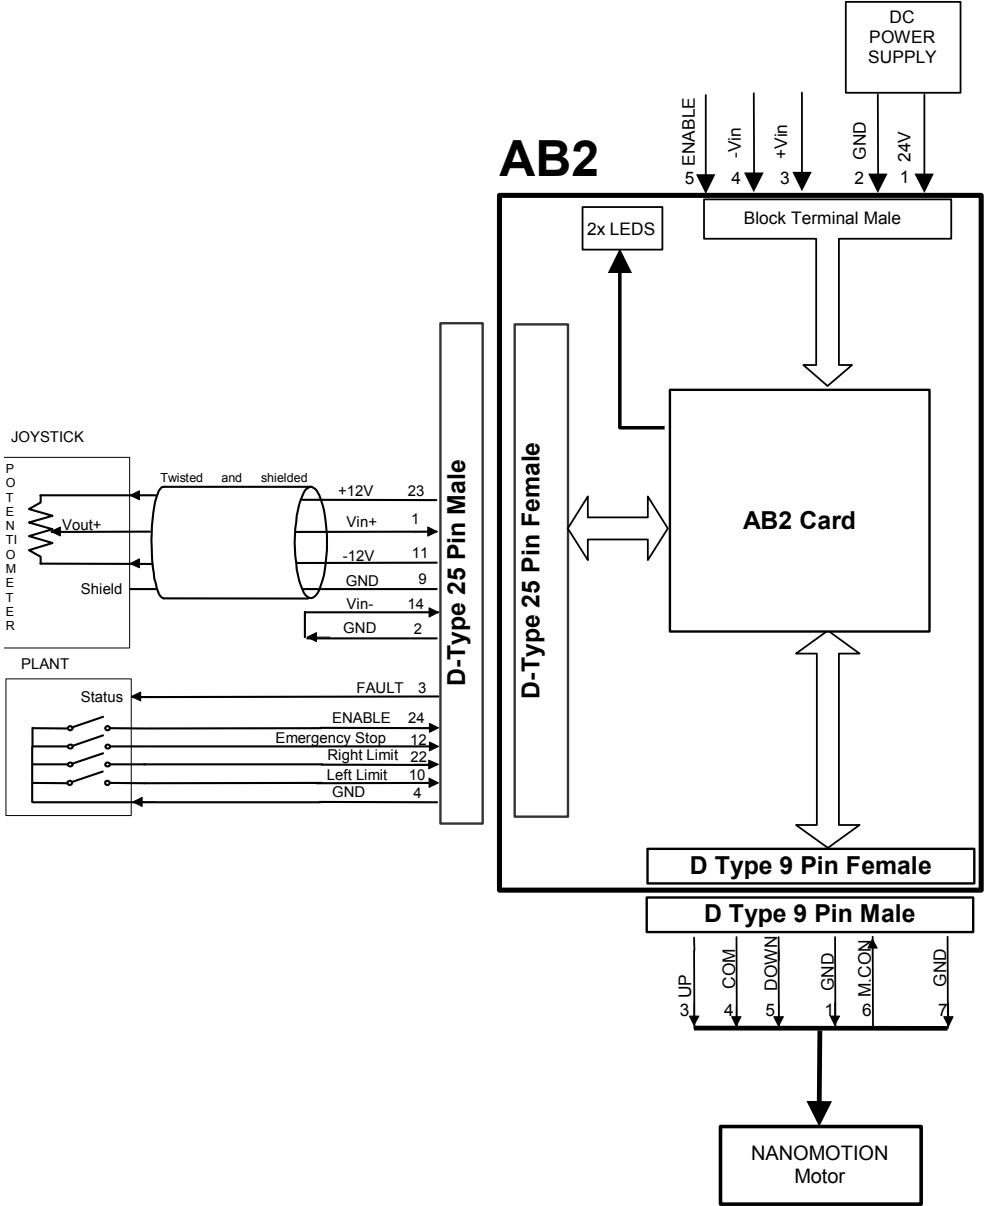 DC
POWER
SUPPLY
AB2
5 ENABLE
4 -Vin
3 +Vin
2 GND
1 24V
2x LEDS
Block Terminal Male
JOYSTICK
POTENTIOMETER
Twisted and shielded
Vout+
Shield
+12V 23
Vin+ 1
-12V 11
GND 9
Vin- 14
GND 2
D-Type 25 Pin Male
D-Type 25 Pin Female
AB2 Card
PLANT
Status
FAULT 3
ENABLE 24
Emergency Stop 12
Right Limit 22
Left Limit 10
GND 4
D Type 9 Pin Female
D Type 9 Pin Male
3 UP
4 COM
5 DOWN
1 GND
6 M.CON
7 GND
NANOMOTION
Motor